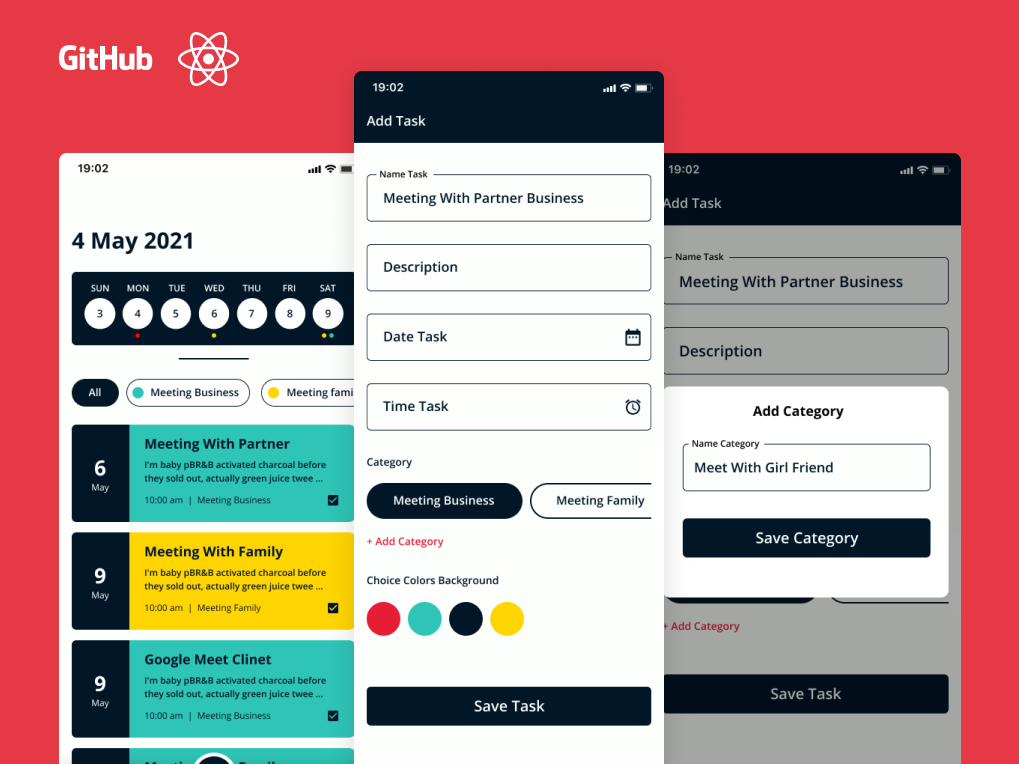 GitHub
19:02
4 May 2021
SUN MON TUE WED THU FRI SAT
3 4 5 6 7 8 9
All Meeting Business Meeting fami
6
May
Meeting With Partner
I'm baby pBR&B activated charcoal before
they sold out, actually green juice twee ...
10:00 am | Meeting Business
9
May
Meeting With Family
I'm baby pBR&B activated charcoal before
they sold out, actually green juice twee ...
10:00 am | Meeting Family
9
May
Google Meet Clinet
I'm baby pBR&B activated charcoal before
they sold out, actually green juice twee ...
10:00 am | Meeting Business
19:02
Add Task
Name Task
Meeting With Partner Business
Description
Date Task
Time Task
Category
Meeting Business Meeting Family
+ Add Category
Choice Colors Background
Save Task
19:02
Add Task
Name Task
Meeting With Partner Business
Description
Add Category
Name Category
Meet With Girl Friend
Save Category
+ Add Category
Save Task